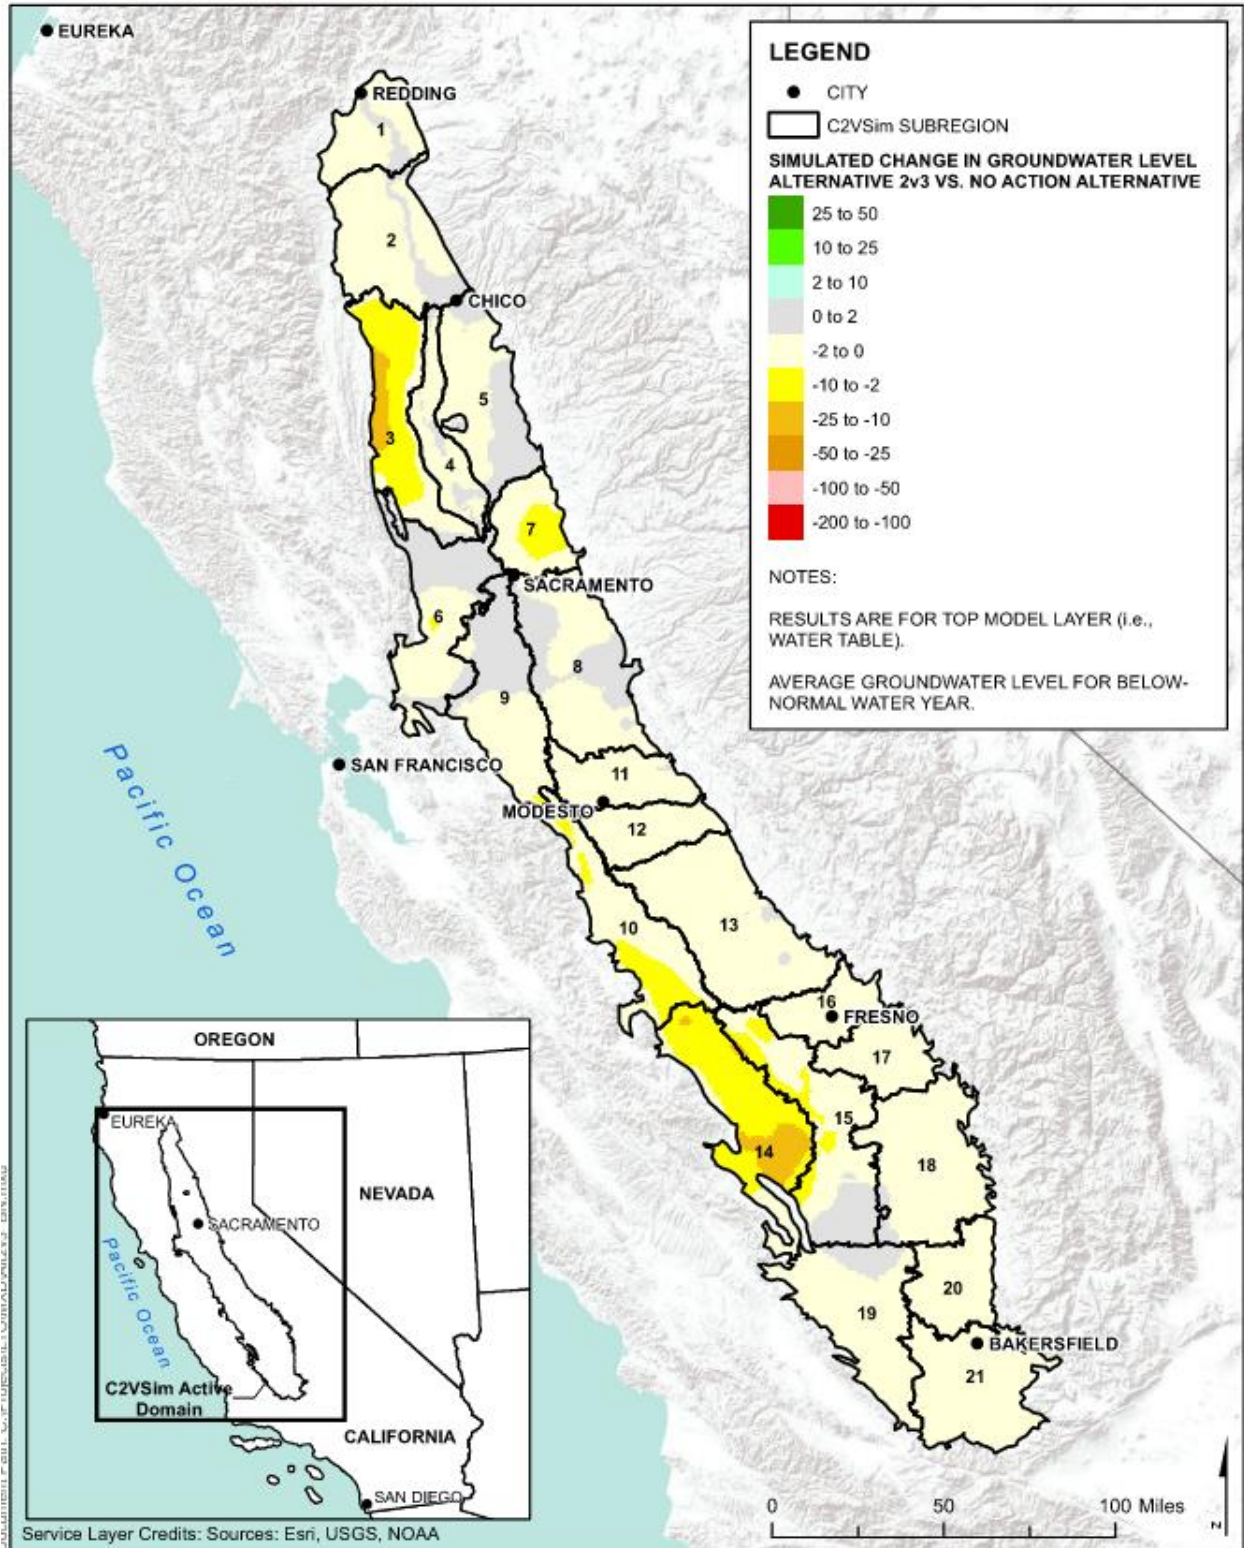 EUREKA
REDDING
1
2
CHICO
3
5
4
7
SACRAMENTO
6
8
9
SAN FRANCISCO
11
MODESTO
12
10
13
16
FRESNO
17
15
14
18
20
19
BAKERSFIELD
21
Pacific Ocean
LEGEND
CITY
C2VSim SUBREGION
SIMULATED CHANGE IN GROUNDWATER LEVEL
ALTERNATIVE 2v3 VS. NO ACTION ALTERNATIVE
25 to 50
10 to 25
2 to 10
0 to 2
-2 to 0
-10 to -2
-25 to -10
-50 to -25
-100 to -50
-200 to -100
NOTES:
RESULTS ARE FOR TOP MODEL LAYER (i.e.,
WATER TABLE).
AVERAGE GROUNDWATER LEVEL FOR BELOW-
NORMAL WATER YEAR.
OREGON
EUREKA
NEVADA
SACRAMENTO
Pacific Ocean
C2VSim Active
Domain
CALIFORNIA
SAN DIEGO
0 50 100 Miles
N
Service Layer Credits: Sources: Esri, USGS, NOAA